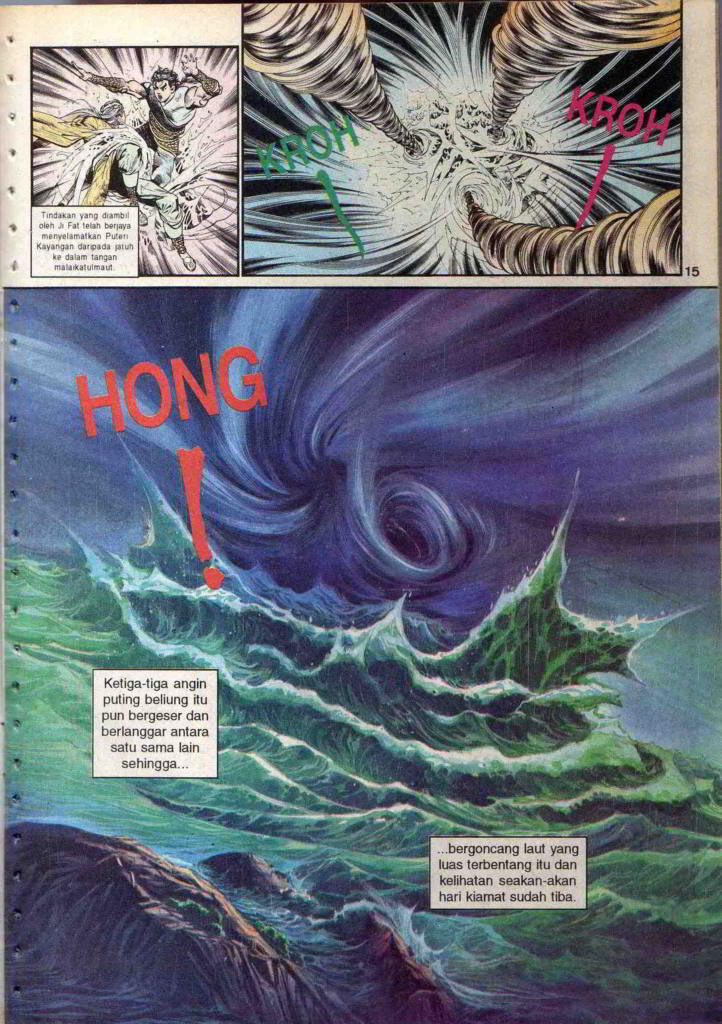 Tindakan yang diambil
oleh Ji Fat telah berjaya
menyelamatkan Puteri
Kayangan daripada jatuh
ke dalam tangan
malaikatulmaut.
KROH
!
KROH
!
15
HONG
!
Ketiga-tiga angin
puting beliung itu
pun bergeser dan
berlanggar antara
satu sama lain
sehingga...
...bergoncang laut yang
luas terbentang itu dan
kelihatan seakan-akan
hari kiamat sudah tiba.